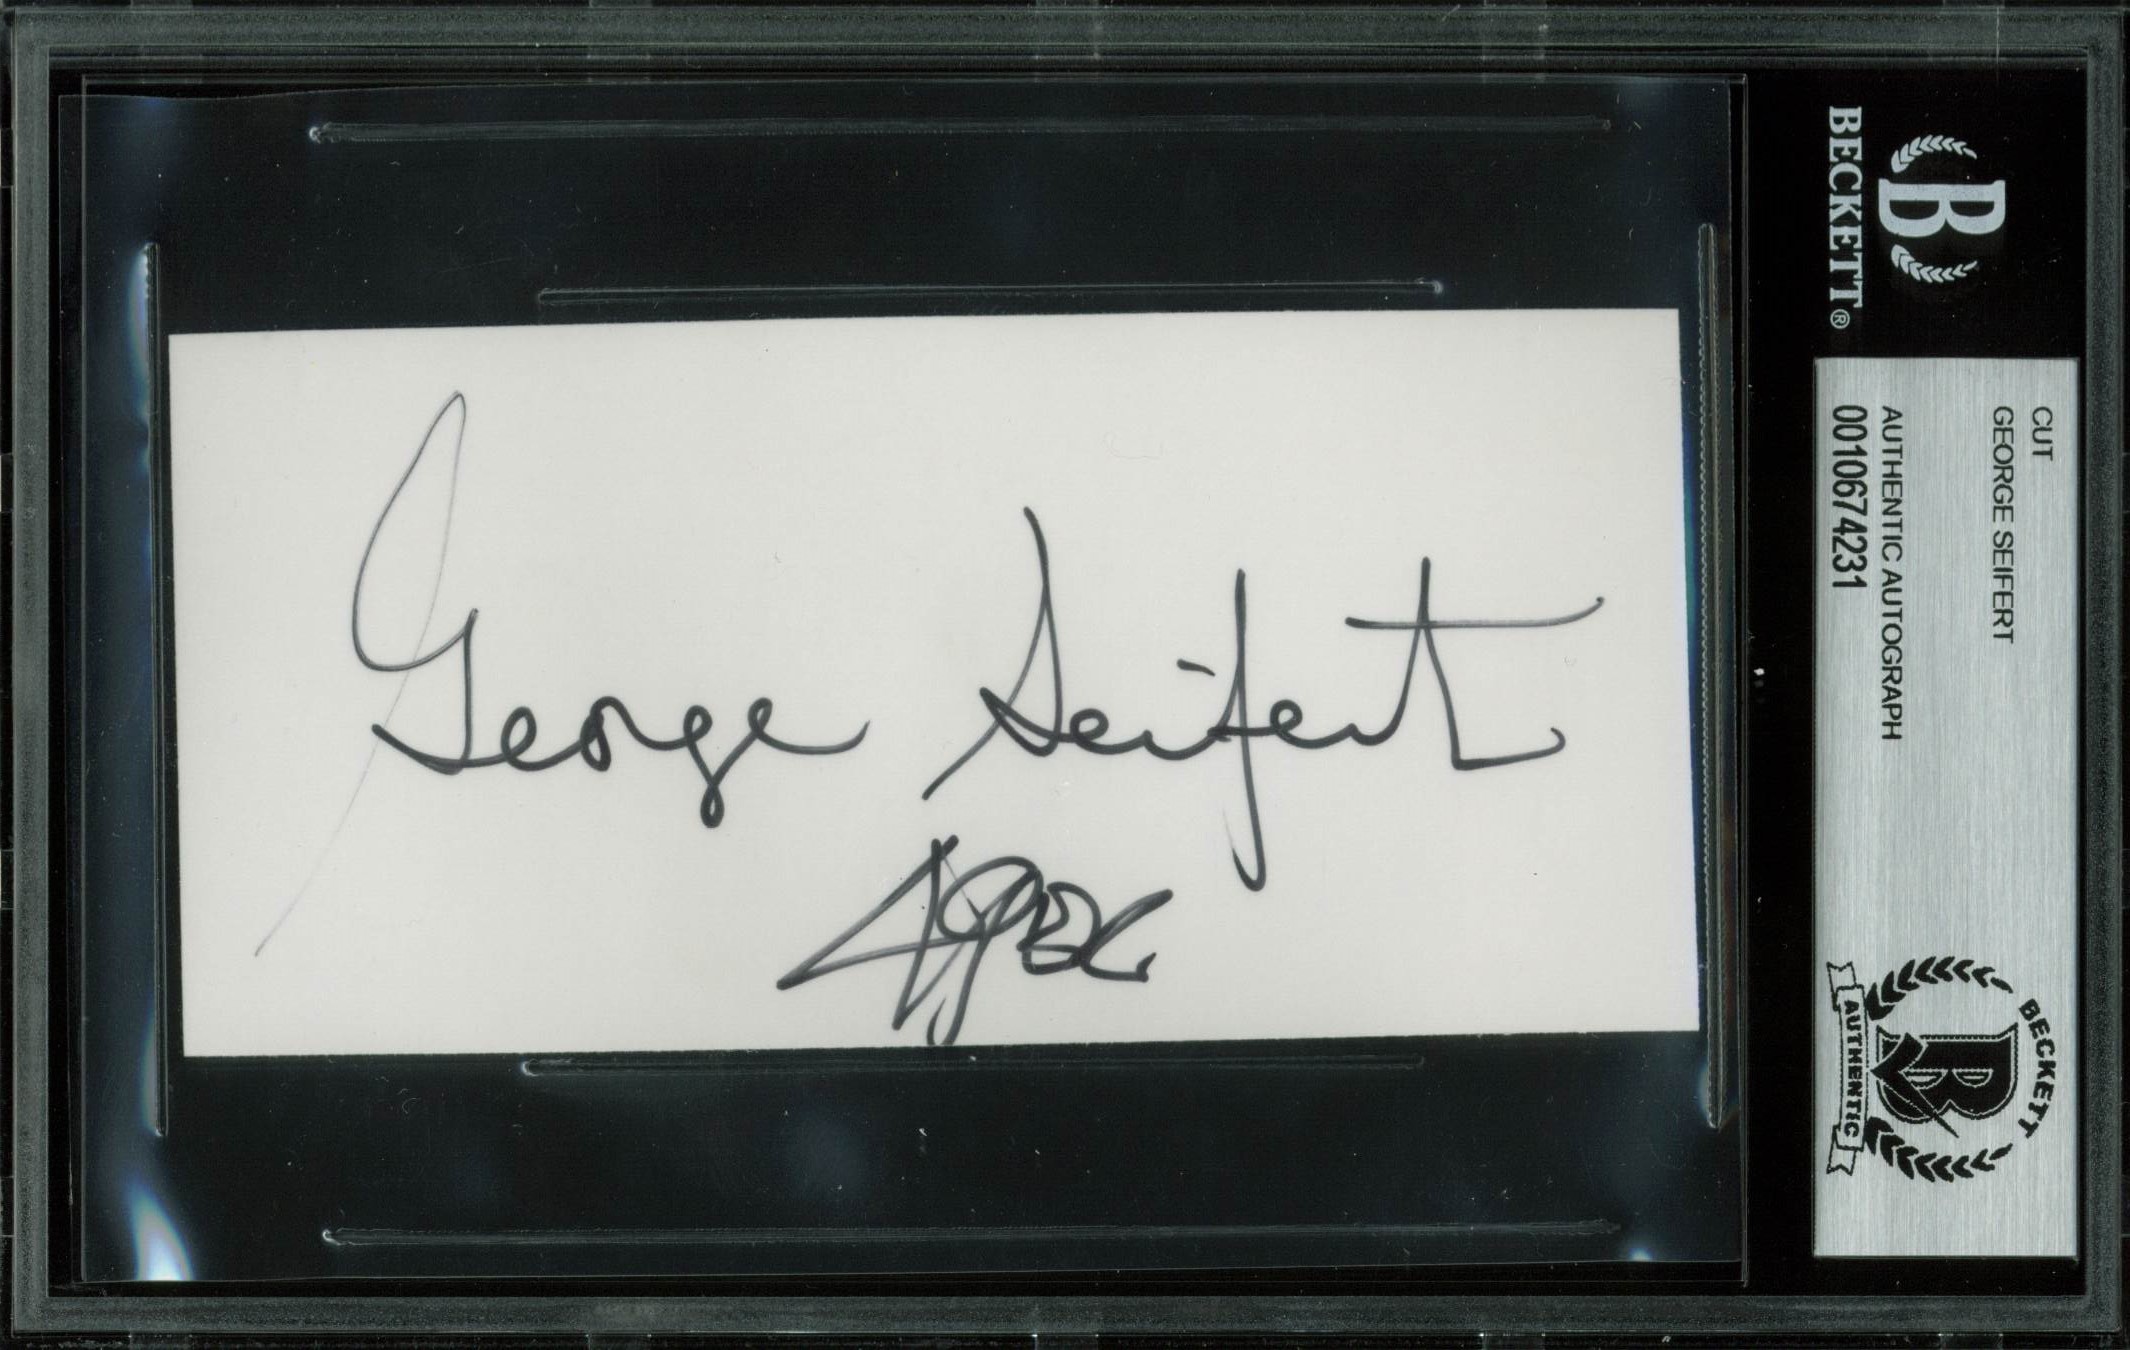 George Seifert
BECKETT®
B
CUT
GEORGE SEIFERT
AUTHENTIC AUTOGRAPH
0010674231
BECKETT
B
AUTHENTIC